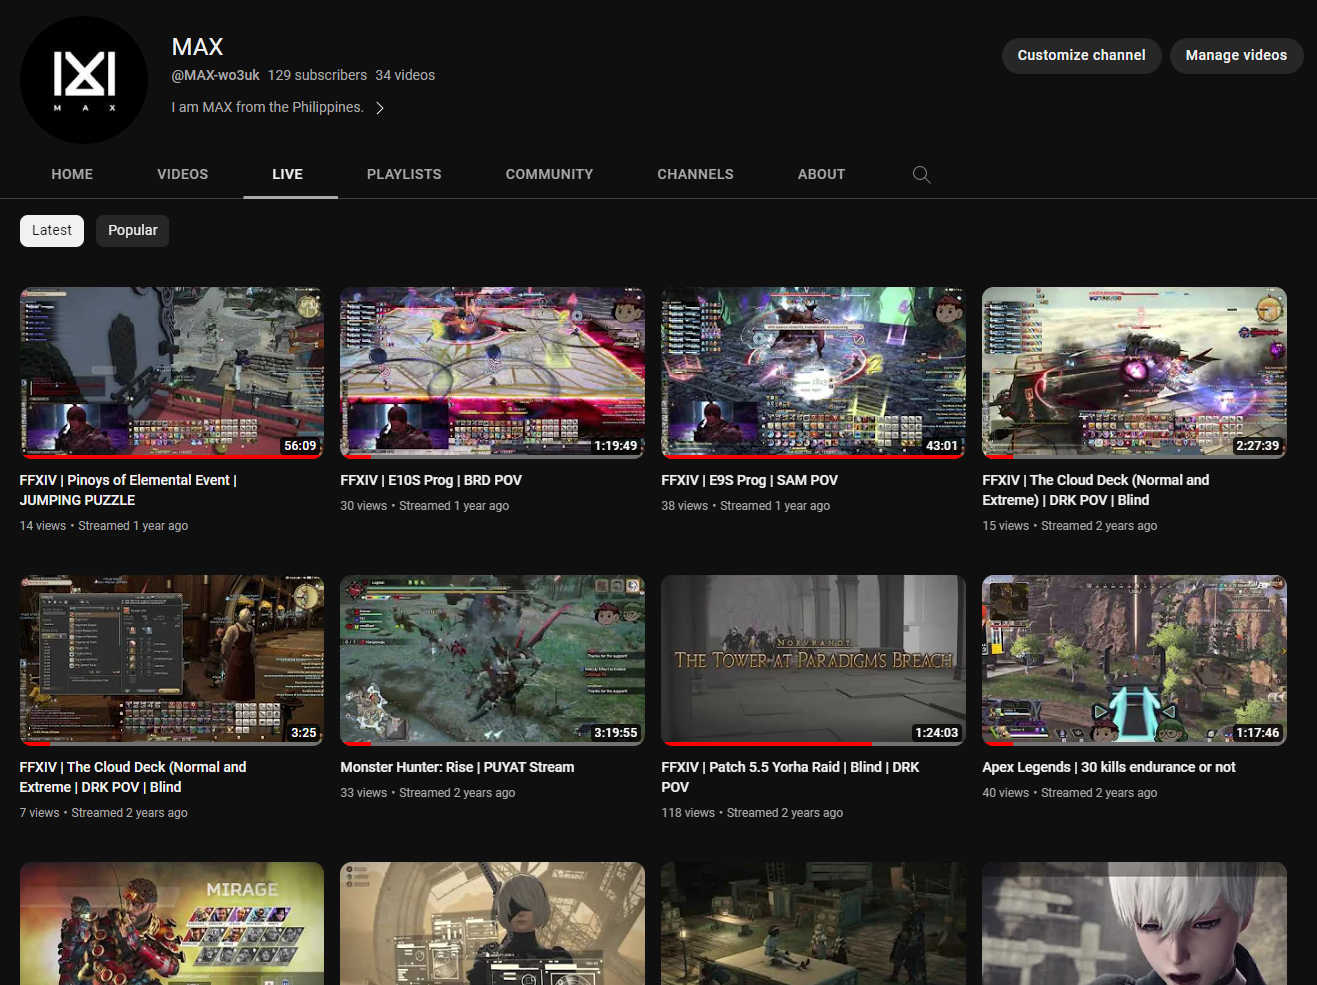 MAX
@MAX-wo3uk 129 subscribers 34 videos
I am MAX from the Philippines.
M A X
Customize channel
Manage videos
HOME VIDEOS LIVE PLAYLISTS COMMUNITY CHANNELS ABOUT
Latest Popular
56:09
1:19:49
43:01
2:27:39
FFXIV | Pinoys of Elemental Event |
JUMPING PUZZLE
14 views • Streamed 1 year ago
FFXIV | E10S Prog | BRD POV
30 views • Streamed 1 year ago
FFXIV | E9S Prog | SAM POV
38 views • Streamed 1 year ago
FFXIV | The Cloud Deck (Normal and
Extreme) | DRK POV | Blind
15 views • Streamed 2 years ago
3:25
3:19:55
NORVRANDT
THE TOWER AT PARADIGM'S BREACH
1:24:03
1:17:46
FFXIV | The Cloud Deck (Normal and
Extreme | DRK POV | Blind
7 views • Streamed 2 years ago
Monster Hunter: Rise | PUYAT Stream
33 views • Streamed 2 years ago
FFXIV | Patch 5.5 Yorha Raid | Blind | DRK
POV
118 views • Streamed 2 years ago
Apex Legends | 30 kills endurance or not
40 views • Streamed 2 years ago
MIRAGE